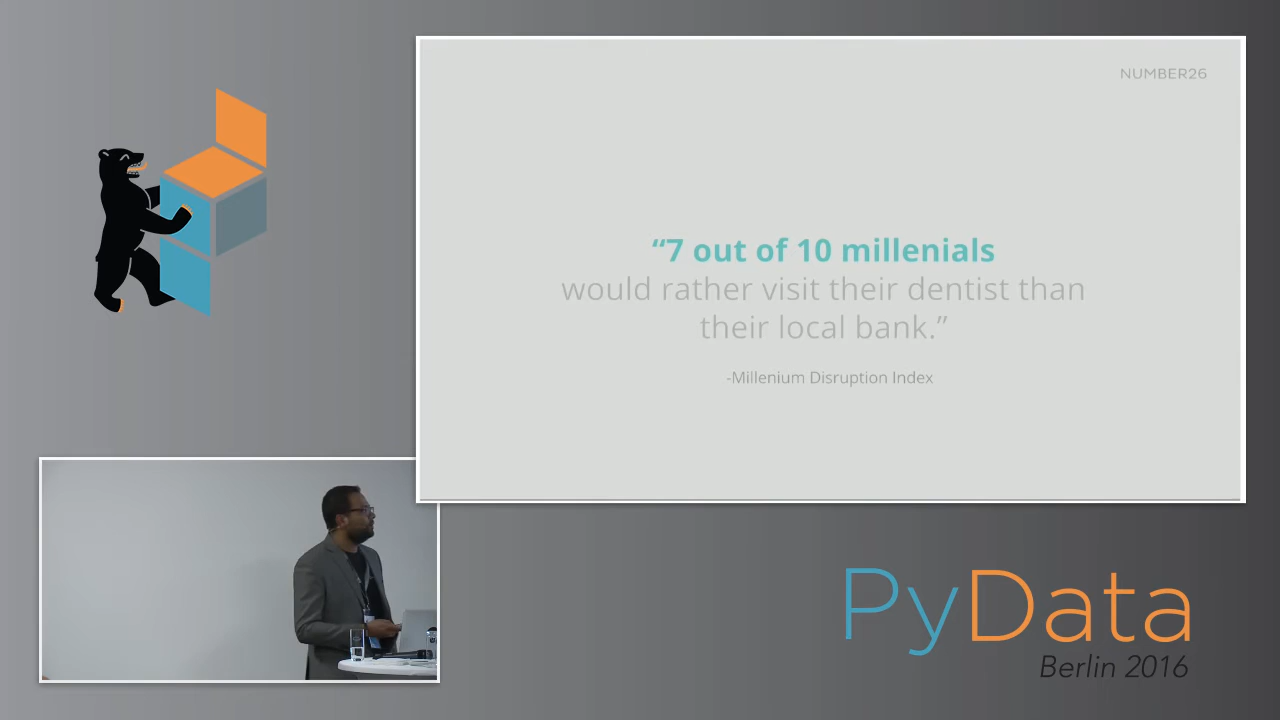 NUMBER26
“7 out of 10 millenials
would rather visit their dentist than
their local bank.”
-Millenium Disruption Index
PyData
Berlin 2016